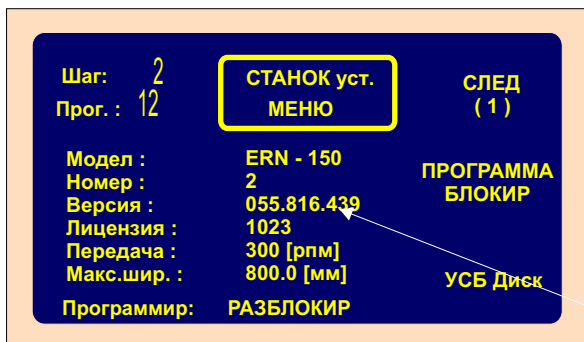 Шаг: 2
Прог. : 12
СТАНОК уст.
МЕНЮ
СЛЕД
( 1 )
Модел : ERN - 150
Номер : 2
Версия : 055.816.439
Лицензия : 1023
Передача : 300 [рпм]
Макс.шир. : 800.0 [мм]
Программир: РАЗБЛОКИР
ПРОГРАММА
БЛОКИР
УСБ Диск